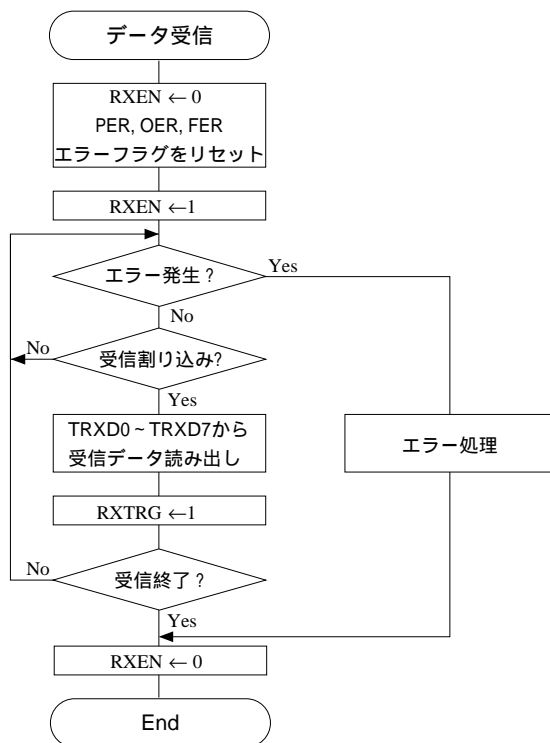 データ受信
RXEN ← 0
PER, OER, FER
エラーフラグをリセット
RXEN ←1
エラー発生 ?
Yes
No
受信割り込み?
No
Yes
TRXD0 ~ TRXD7から
受信データ読み出し
エラー処理
RXTRG ←1
受信終了 ?
No
Yes
RXEN ← 0
End